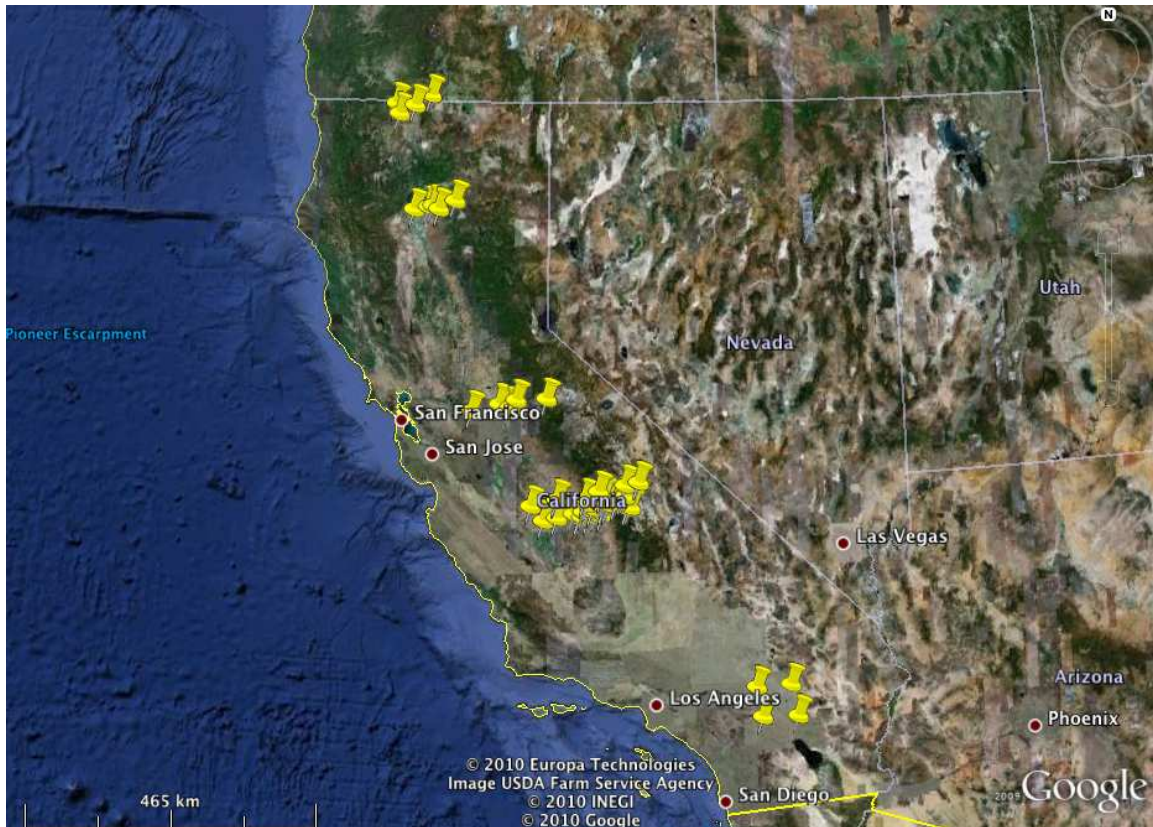 N
Utah
Pioneer Escarpment
Nevada
San Francisco
San Jose
California
Las Vegas
Arizona
Los Angeles
Phoenix
© 2010 Europa Technologies
Image USDA Farm Service Agency
© 2010 INEGI
© 2010 Google
465 km
San Diego
2009 Google